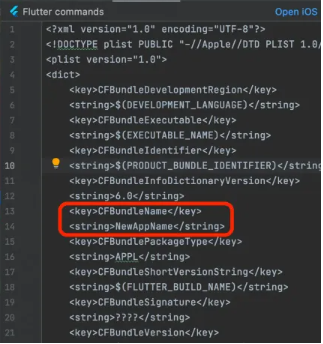 Flutter commands
Open iOS
1 <?xml version="1.0" encoding="UTF-8"?>
2 <!DOCTYPE plist PUBLIC "-//Apple//DTD PLIST 1.0/
3 <plist version="1.0">
4 <dict>
5 <key>CFBundleDevelopmentRegion</key>
6 <string>$(DEVELOPMENT_LANGUAGE)</string>
7 <key>CFBundleExecutable</key>
8 <string>$(EXECUTABLE_NAME)</string>
9 <key>CFBundleIdentifier</key>
10 <string>$(PRODUCT_BUNDLE_IDENTIFIER)</string
11 <key>CFBundleInfoDictionaryVersion</key>
12 <string>6.0</string>
13 <key>CFBundleName</key>
14 <string>NewAppName</string>
15 <key>CFBundlePackageType</key>
16 <string>APPL</string>
17 <key>CFBundleShortVersionString</key>
18 <string>$(FLUTTER_BUILD_NAME)</string>
19 <key>CFBundleSignature</key>
20 <string>????</string>
21 <key>CFBundleVersion</key>